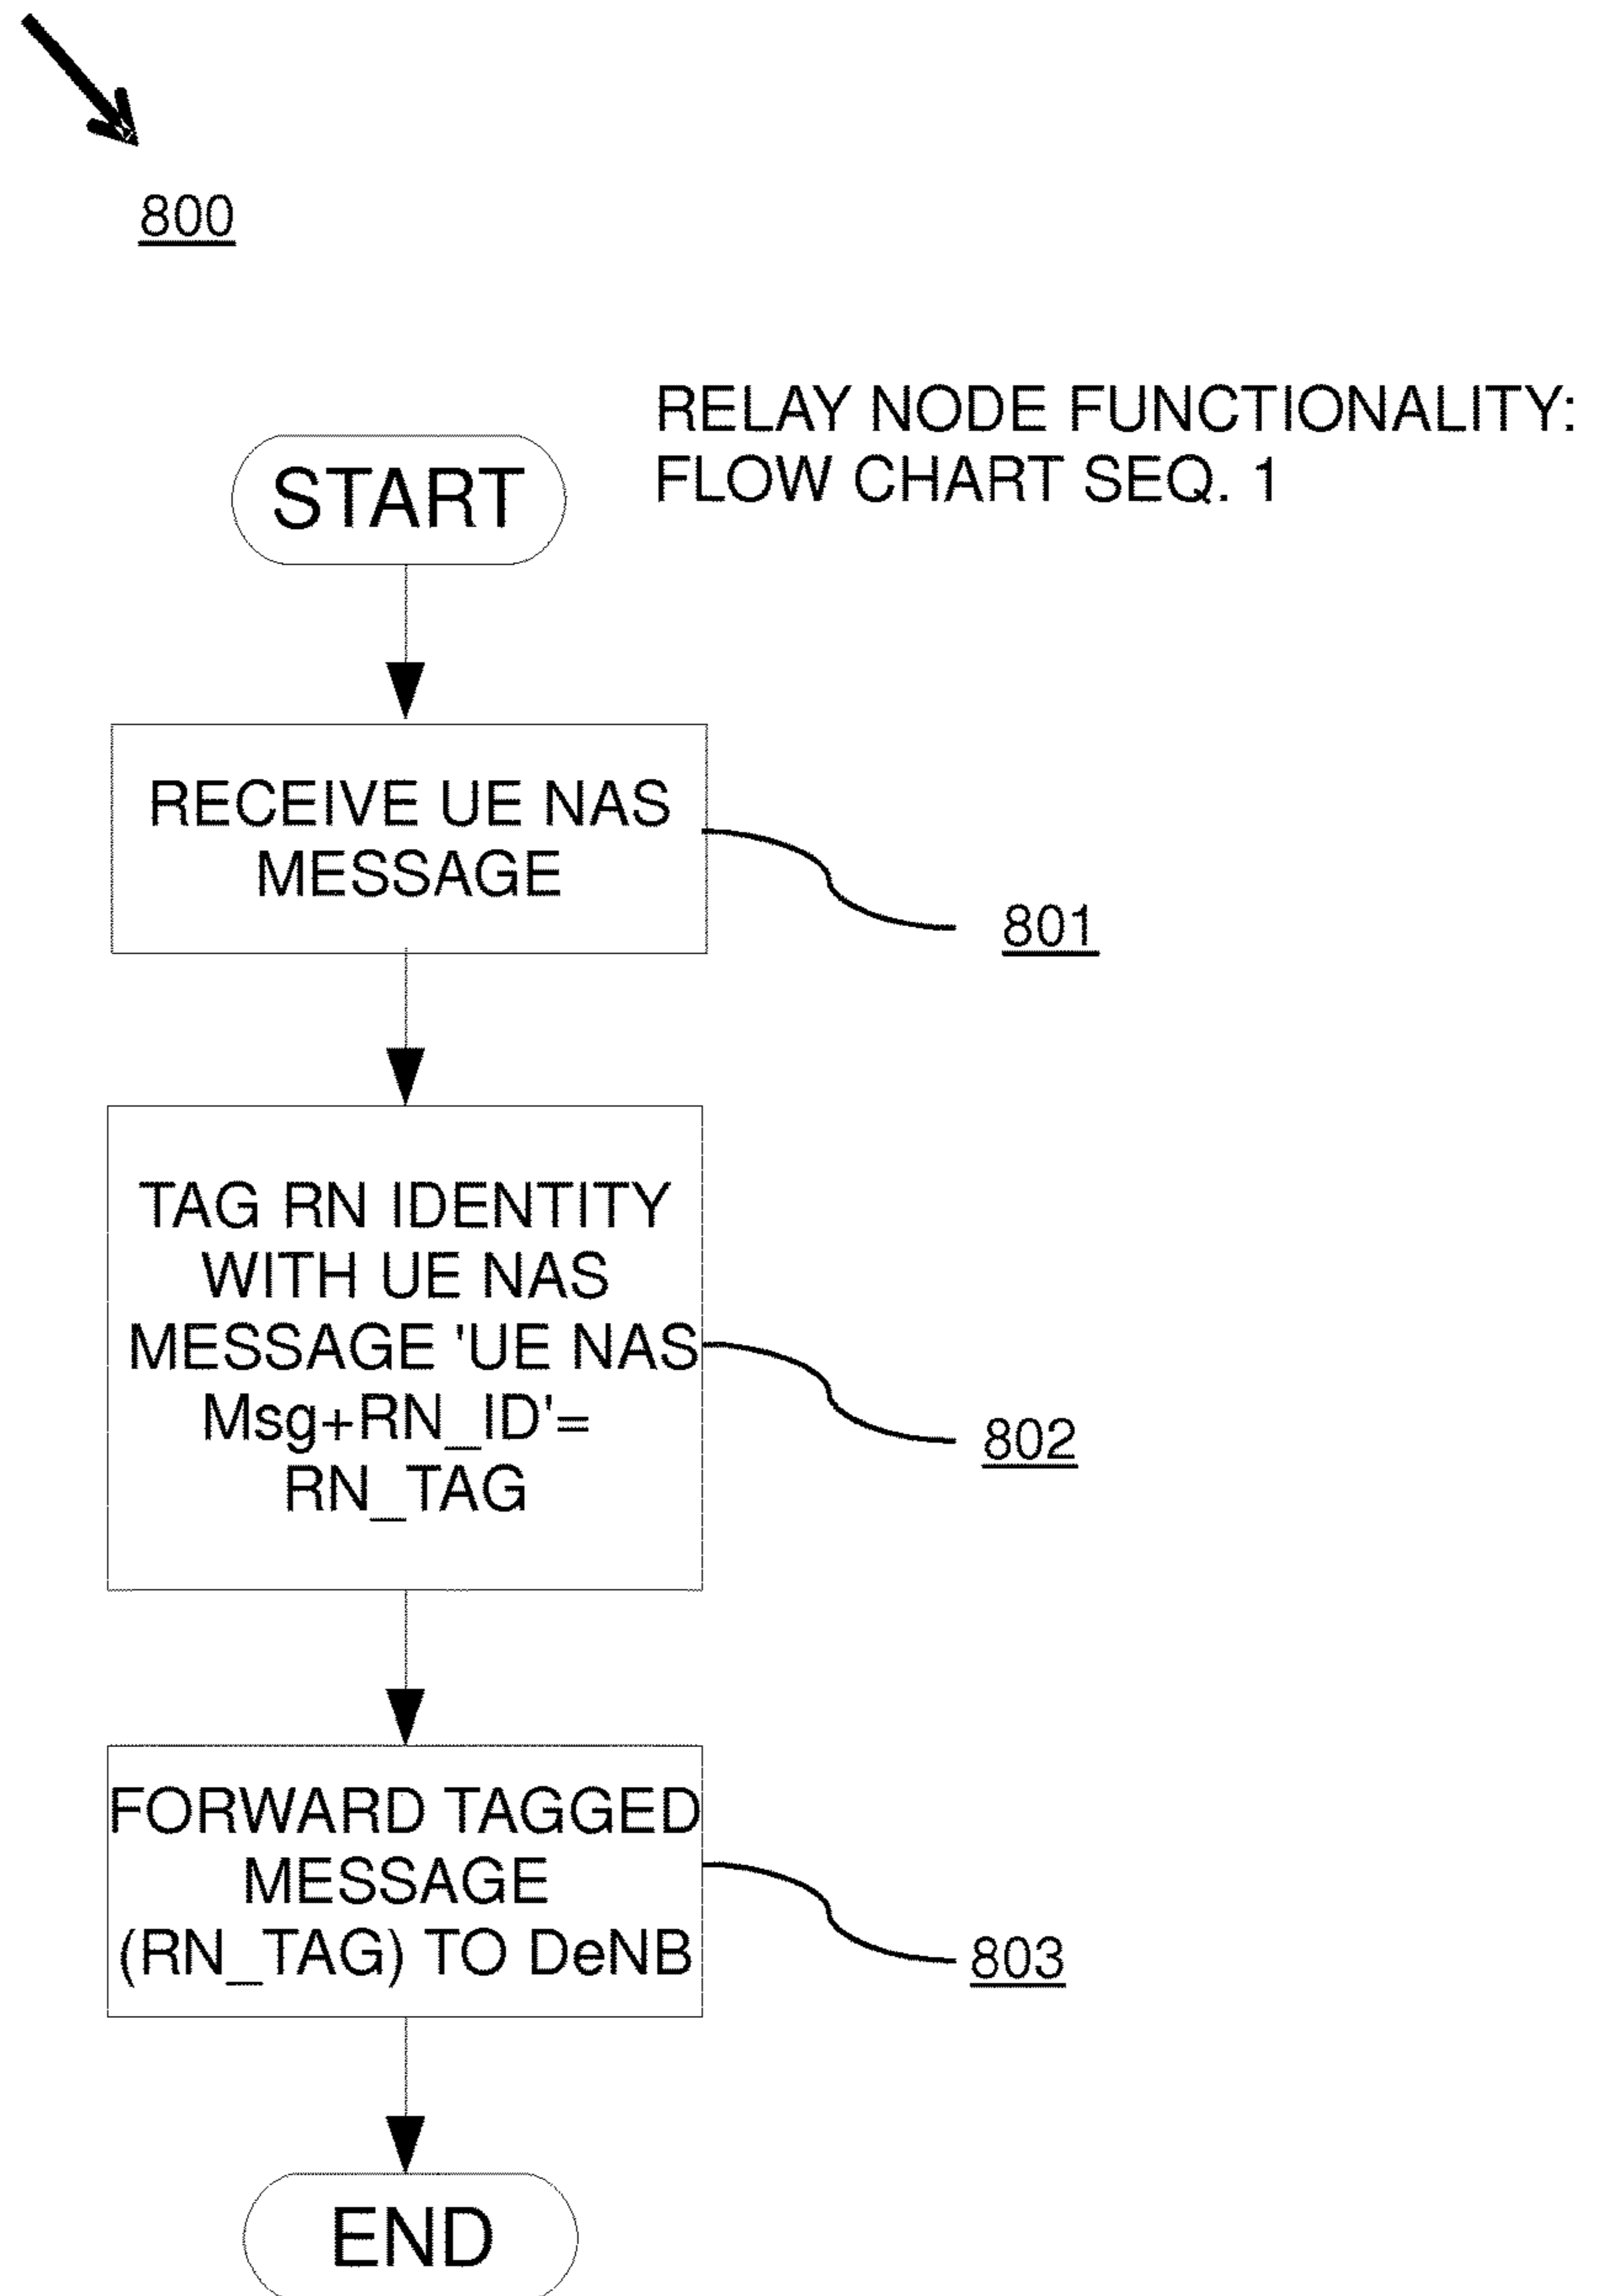 800
RELAY NODE FUNCTIONALITY:
FLOW CHART SEQ. 1
START
RECEIVE UE NAS
MESSAGE
801
TAG RN IDENTITY
WITH UE NAS
MESSAGE 'UE NAS
Msg+RN_ID'=
RN_TAG
802
FORWARD TAGGED
MESSAGE
(RN_TAG) TO DeNB
803
END